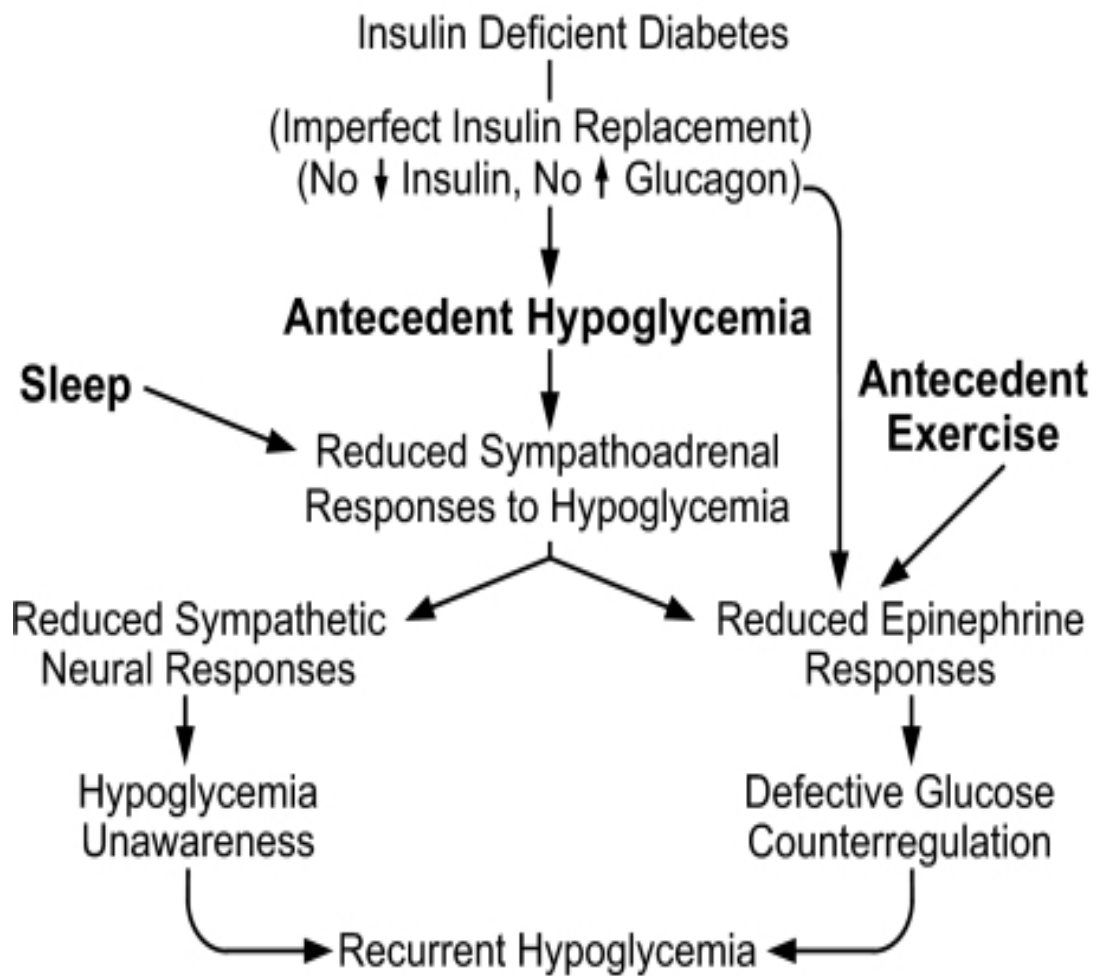 Insulin Deficient Diabetes
(Imperfect Insulin Replacement)
(No ↓ Insulin, No ↑ Glucagon)
Antecedent Hypoglycemia
Sleep
Antecedent
Exercise
Reduced Sympathoadrenal
Responses to Hypoglycemia
Reduced Sympathetic
Neural Responses
Reduced Epinephrine
Responses
Hypoglycemia
Unawareness
Defective Glucose
Counterregulation
Recurrent Hypoglycemia